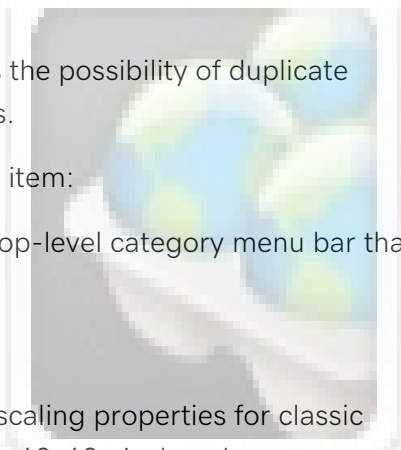 the possibility of duplicate
s.
item:
op-level category menu bar tha
scaling properties for classic